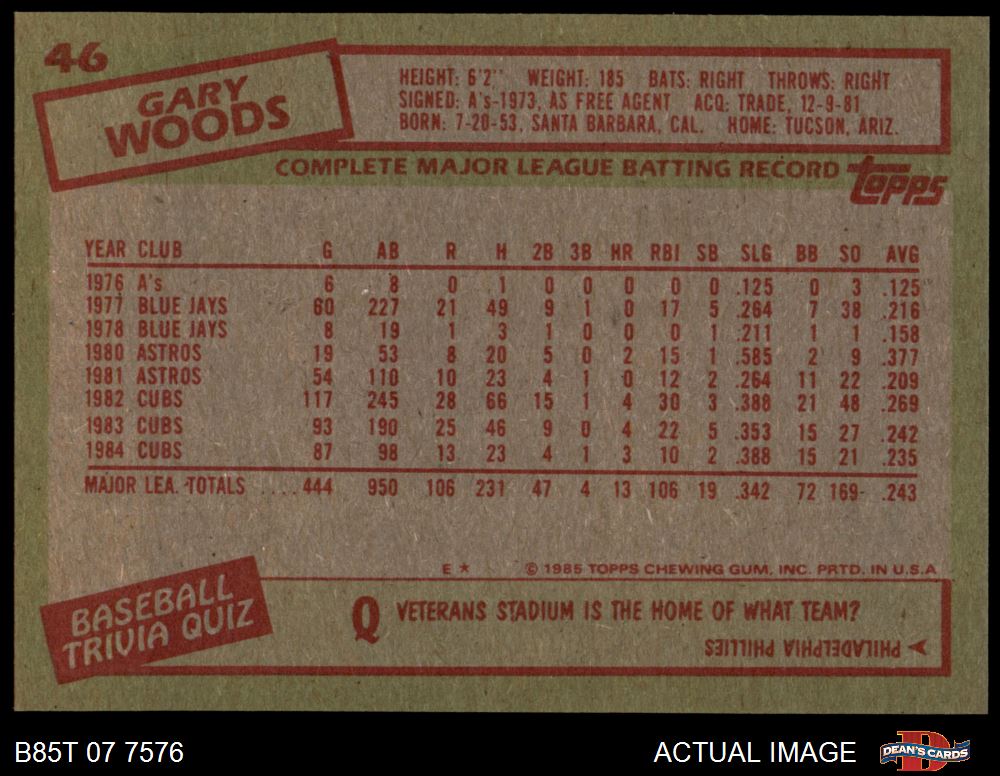 46
GARY
WOODS
HEIGHT: 6'2" WEIGHT: 185 BATS: RIGHT THROWS: RIGHT
SIGNED: A's-1973, AS FREE AGENT ACQ: TRADE, 12-9-81
BORN: 7-20-53, SANTA BARBARA, CAL. HOME: TUCSON, ARIZ.
COMPLETE MAJOR LEAGUE BATTING RECORD topps
YEAR CLUB G AB R H 2B 3B HR RBI SB SLG BB SO AVG
1976 A's 6 8 0 1 0 0 0 0 0 .125 0 3 .125
1977 BLUE JAYS 60 227 21 49 9 1 0 17 5 .264 7 38 .216
1978 BLUE JAYS 8 19 1 3 1 0 0 0 1 .211 1 1 .158
1980 ASTROS 19 53 8 20 5 0 2 15 1 .585 2 9 .377
1981 ASTROS 54 110 10 23 4 1 0 12 2 .264 11 22 .209
1982 CUBS 117 245 28 66 15 1 4 30 3 .388 21 48 .269
1983 CUBS 93 190 25 46 9 0 4 22 5 .353 15 27 .242
1984 CUBS 87 98 13 23 4 1 3 10 2 .388 15 21 .235
MAJOR LEA. TOTALS .... 444 950 106 231 47 4 13 106 19 .342 72 169 .243
E ★ © 1985 TOPPS CHEWING GUM, INC. PRTD. IN U.S.A
BASEBALL
TRIVIA QUIZ
Q VETERANS STADIUM IS THE HOME OF WHAT TEAM?
PHILADELPHIA PHILLIES
B85T 07 7576
ACTUAL IMAGE
D
DEAN'S CARDS